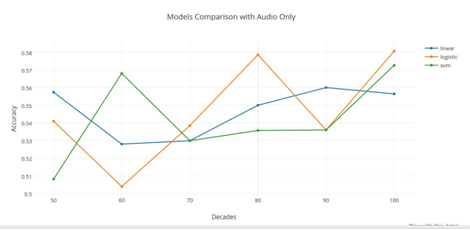 Models Comparison with Audio Only
linear
logistic
svm
0.58
0.57
0.56
0.55
0.54
0.53
0.52
0.51
0.5
Accuracy
50 60 70 80 90 100
Decades